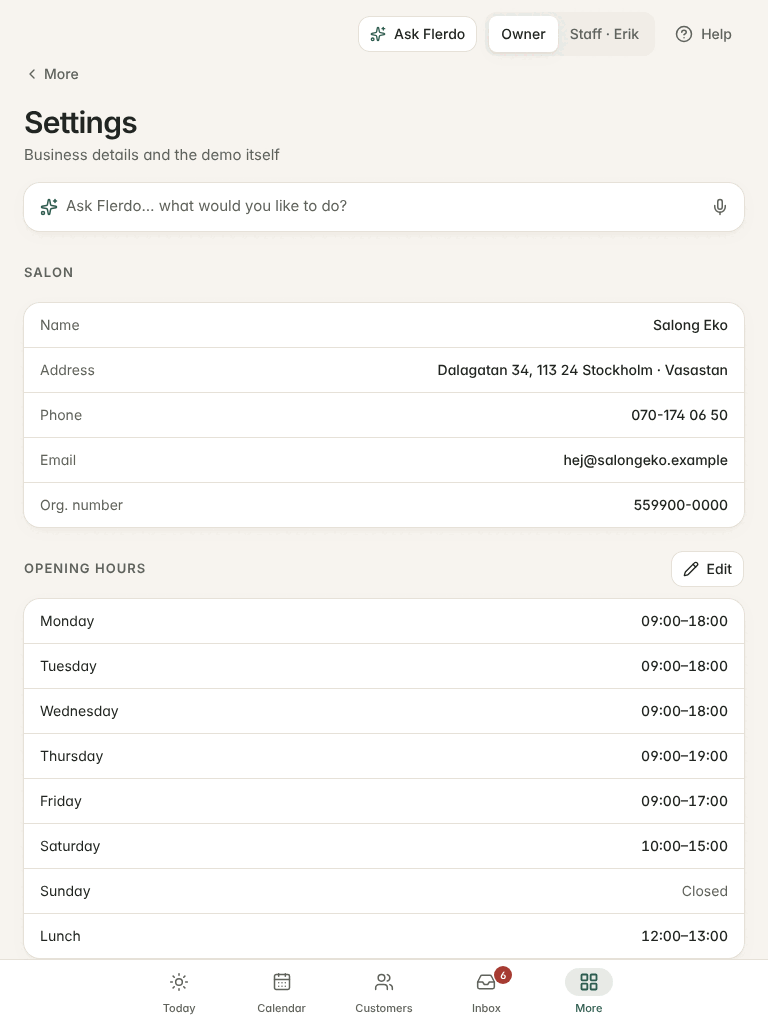 Ask Flerdo
Owner
Staff · Erik
Help
More
Settings
Business details and the demo itself
Ask Flerdo... what would you like to do?
SALON
Name Salong Eko
Address Dalagatan 34, 113 24 Stockholm · Vasastan
Phone 070-174 06 50
Email hej@salongeko.example
Org. number 559900-0000
OPENING HOURS Edit
Monday 09:00–18:00
Tuesday 09:00–18:00
Wednesday 09:00–18:00
Thursday 09:00–19:00
Friday 09:00–17:00
Saturday 10:00–15:00
Sunday Closed
Lunch 12:00–13:00
6
Today Calendar Customers Inbox More